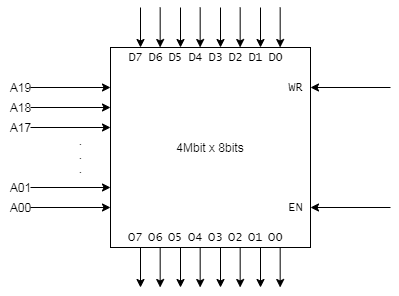 D7 D6 D5 D4 D3 D2 D1 D0
A19 WR
A18
A17
.
.
.
4Mbit x 8bits
A01
A00 EN
O7 O6 O5 O4 O3 O2 O1 O0